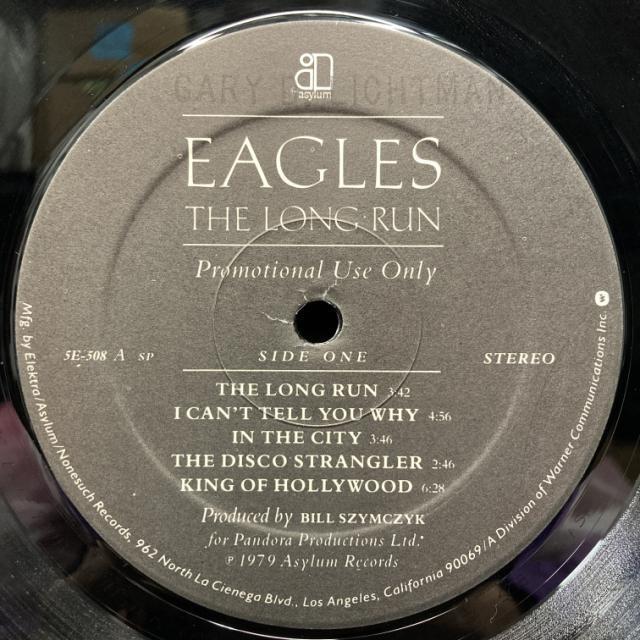 asylum
EAGLES
THE LONG RUN
Promotional Use Only
5E-508 A SP
SIDE ONE
STEREO
THE LONG RUN 3:42
I CAN'T TELL YOU WHY 4:56
IN THE CITY 3:46
THE DISCO STRANGLER 2:46
KING OF HOLLYWOOD 6:28
Produced by BILL SZYMCZYK
for Pandora Productions Ltd.
℗ 1979 Asylum Records
Mfg. by Elektra/Asylum/Nonesuch Records, 962 North La Cienega Blvd., Los Angeles, California 90069/A Division of Warner Communications Inc. W
GARY